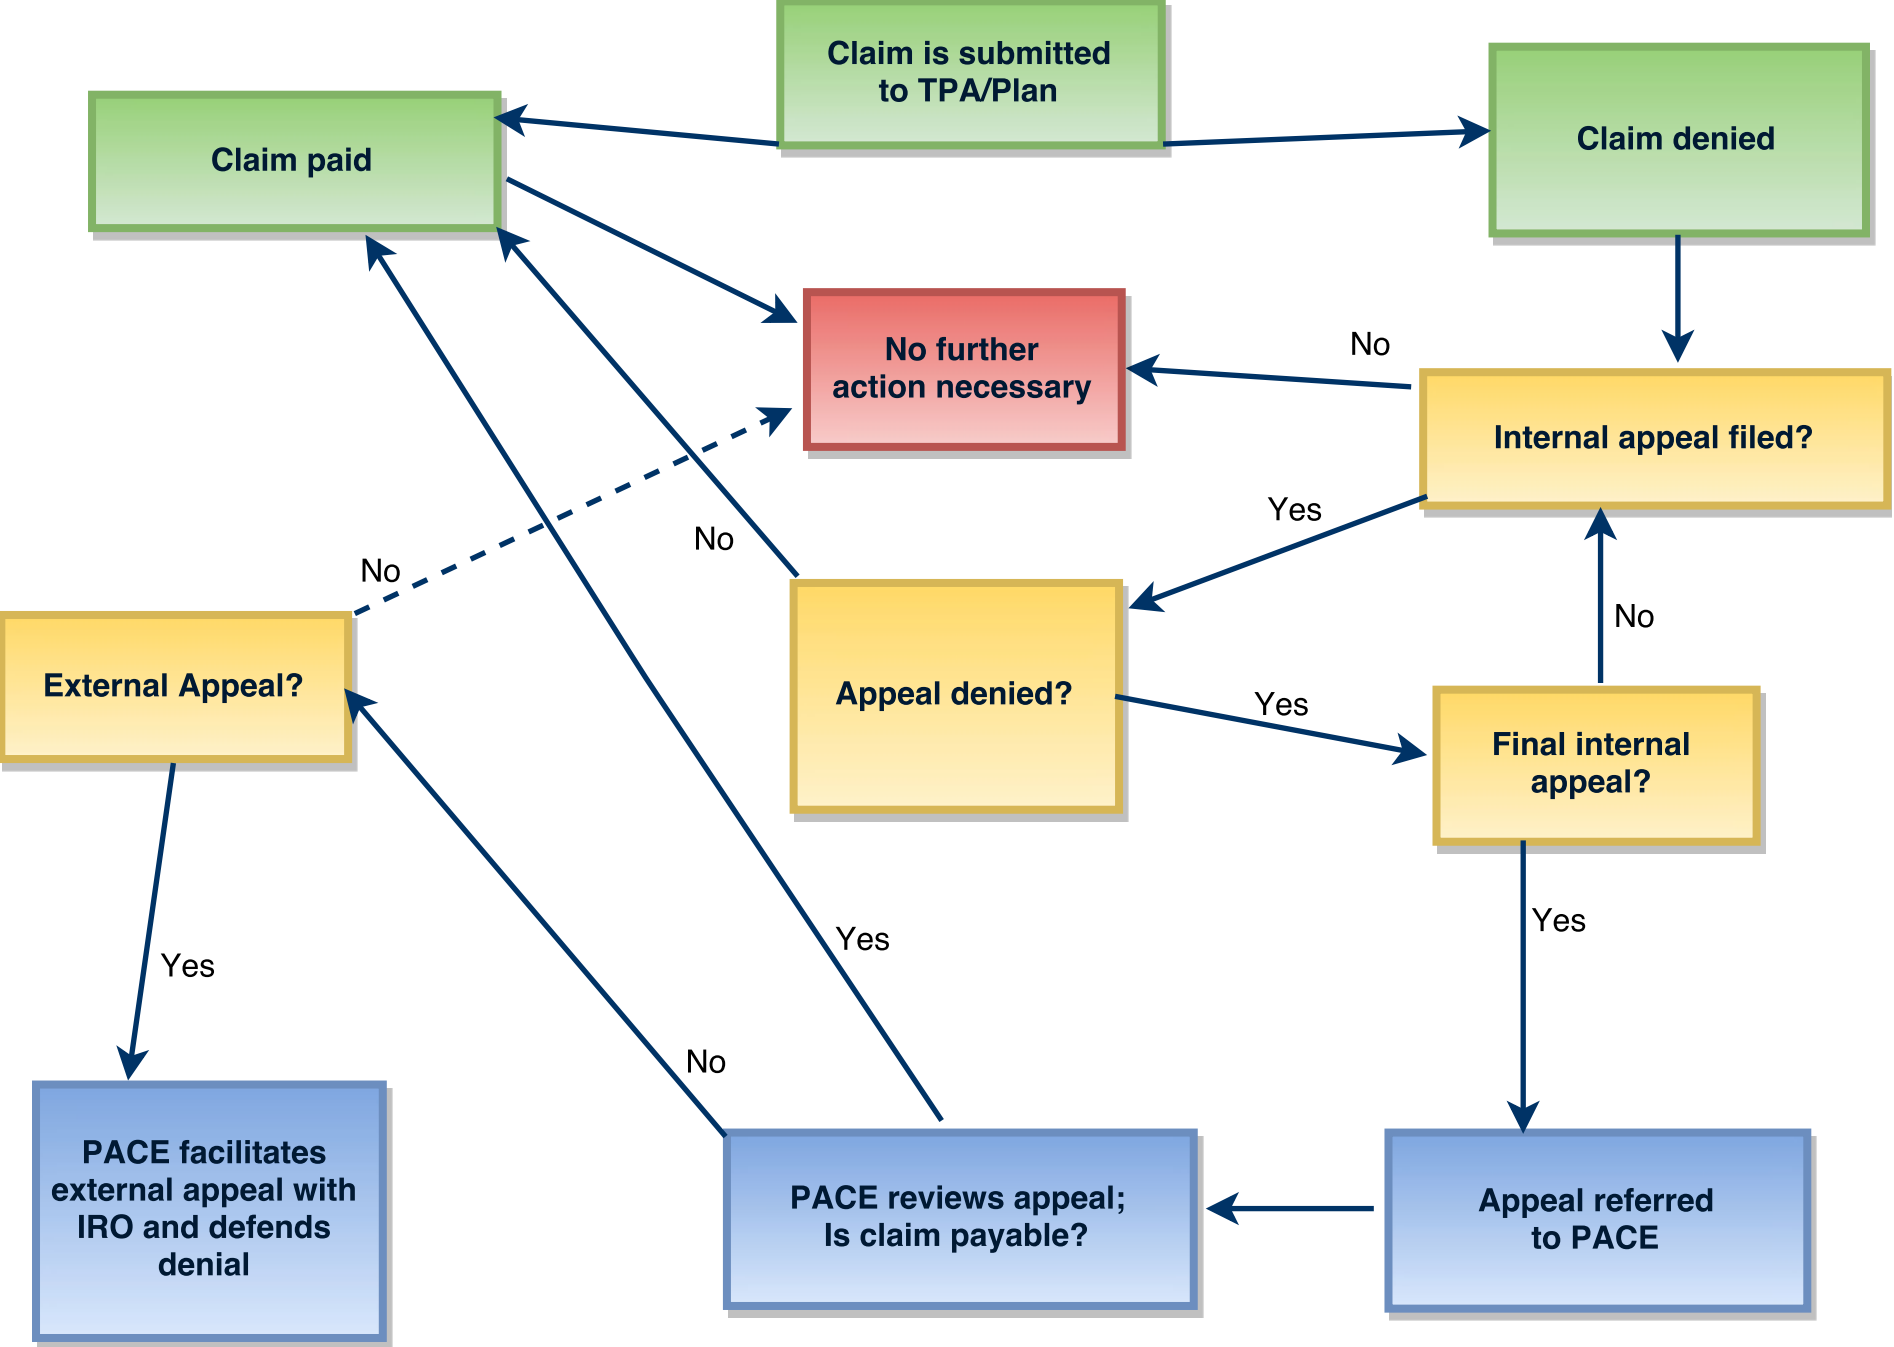 Claim is submitted
to TPA/Plan
Claim denied
Claim paid
No further
action necessary
No
Internal appeal filed?
Yes
No
No
External Appeal?
Appeal denied?
Yes
No
Final internal
appeal?
Yes
Yes
Yes
No
PACE facilitates
external appeal with
IRO and defends
denial
PACE reviews appeal;
Is claim payable?
Appeal referred
to PACE